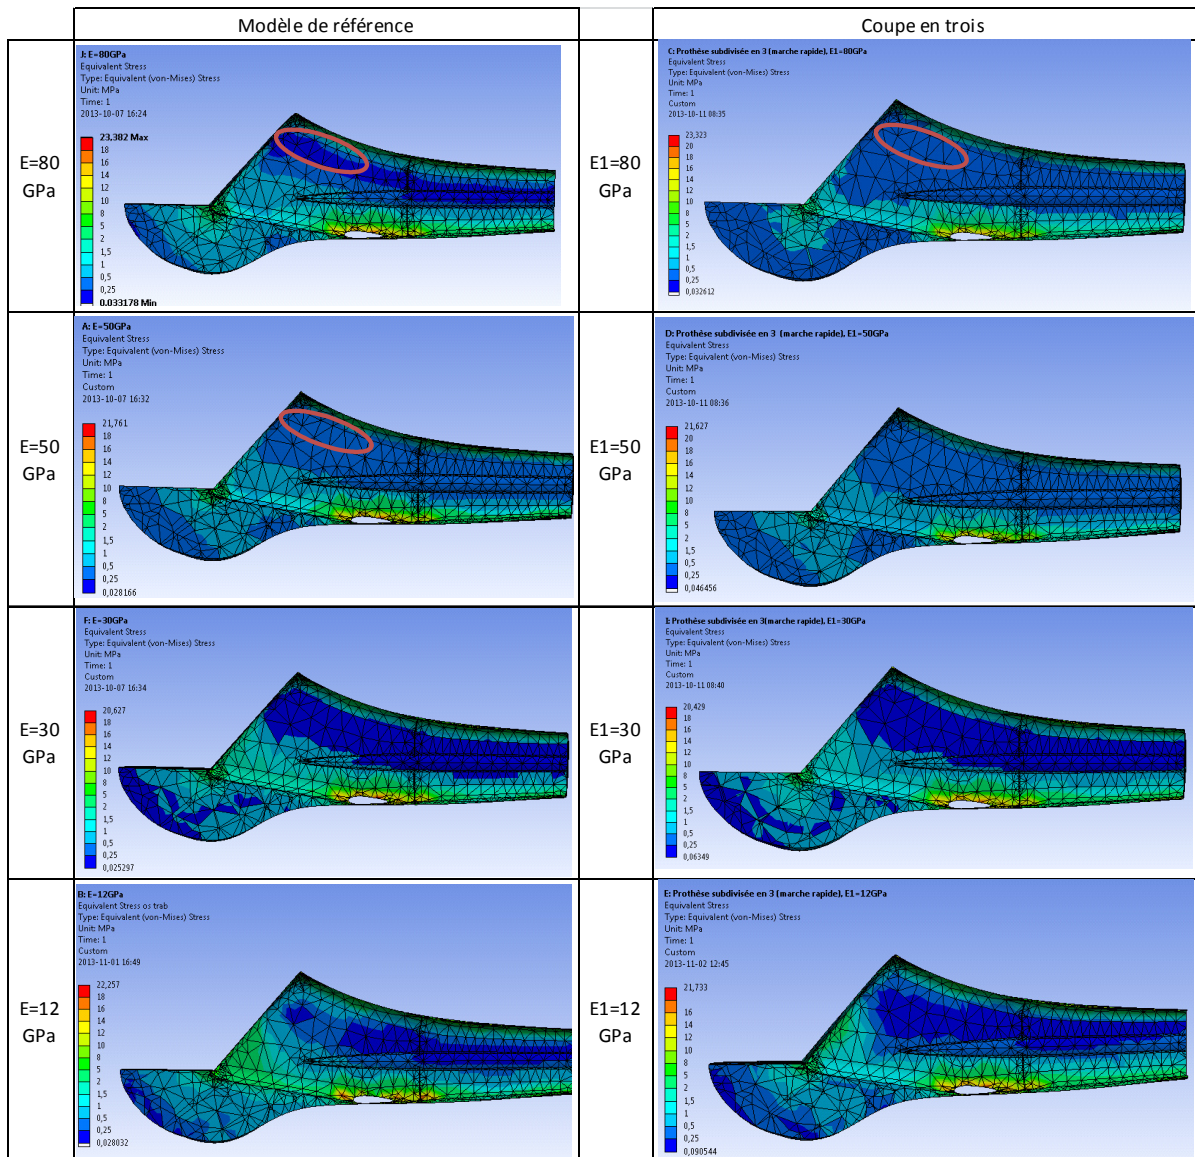 Modèle de référence
Coupe en trois
E=80
GPa
J: E=80GPa
Equivalent Stress
Type: Equivalent (von-Mises) Stress
Unit: MPa
Time: 1
2013-10-07 16:24
23,382 Max
18
16
14
12
10
8
5
2
1,5
1
0,5
0,25
0.033178 Min
E1=80
GPa
C: Prothèse subdivisée en 3 (marche rapide), E1=80GPa
Equivalent Stress
Type: Equivalent (von-Mises) Stress
Unit: MPa
Time: 1
Custom
2013-10-11 08:35
23,323
20
18
14
12
10
8
5
2
1,5
1
0,5
0,25
0,032612
E=50
GPa
A: E=50GPa
Equivalent Stress
Type: Equivalent (von-Mises) Stress
Unit: MPa
Time: 1
Custom
2013-10-07 16:32
21,761
18
16
14
12
10
8
5
2
1,5
1
0,5
0,25
0,028166
E1=50
GPa
D: Prothèse subdivisée en 3 (marche rapide), E1=50GPa
Equivalent Stress
Type: Equivalent (von-Mises) Stress
Unit: MPa
Time: 1
Custom
2013-10-11 08:36
21,627
20
18
16
14
12
10
8
5
2
1,5
1
0,5
0,25
0,046456
E=30
GPa
F: E=30GPa
Equivalent Stress
Type: Equivalent (von-Mises) Stress
Unit: MPa
Time: 1
Custom
2013-10-07 16:34
20,627
18
16
14
12
10
8
5
2
1,5
1
0,5
0,25
0,025297
E1=30
GPa
I: Prothèse subdivisée en 3(marche rapide), E1=30GPa
Equivalent Stress
Type: Equivalent (von-Mises) Stress
Unit: MPa
Time: 1
Custom
2013-10-11 08:40
20,429
18
16
14
12
10
8
5
2
1,5
1
0,5
0,25
0,06349
E=12
GPa
B: E=12GPa
Equivalent Stress os trab
Type: Equivalent (von-Mises) Stress
Unit: MPa
Time: 1
Custom
2013-11-01 16:49
22,257
18
16
14
12
10
8
5
2
1,5
1
0,5
0,25
0,028032
E1=12
GPa
E: Prothèse subdivisée en 3 (marche rapide), E1=12GPa
Equivalent Stress
Type: Equivalent (von-Mises) Stress
Unit: MPa
Time: 1
Custom
2013-11-02 12:45
21,733
16
14
12
10
8
5
2
1,5
1
0,5
0,25
0,090544